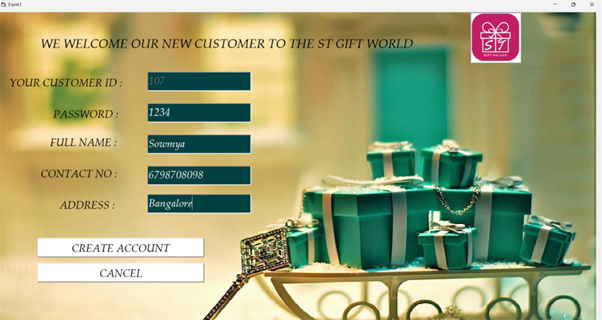 Form1
WE WELCOME OUR NEW CUSTOMER TO THE ST GIFT WORLD
ST
GIFT PALACE
YOUR CUSTOMER ID : 107
PASSWORD : 1234
FULL NAME : Sowmya
CONTACT NO : 6798708098
ADDRESS : Bangalore
CREATE ACCOUNT
CANCEL